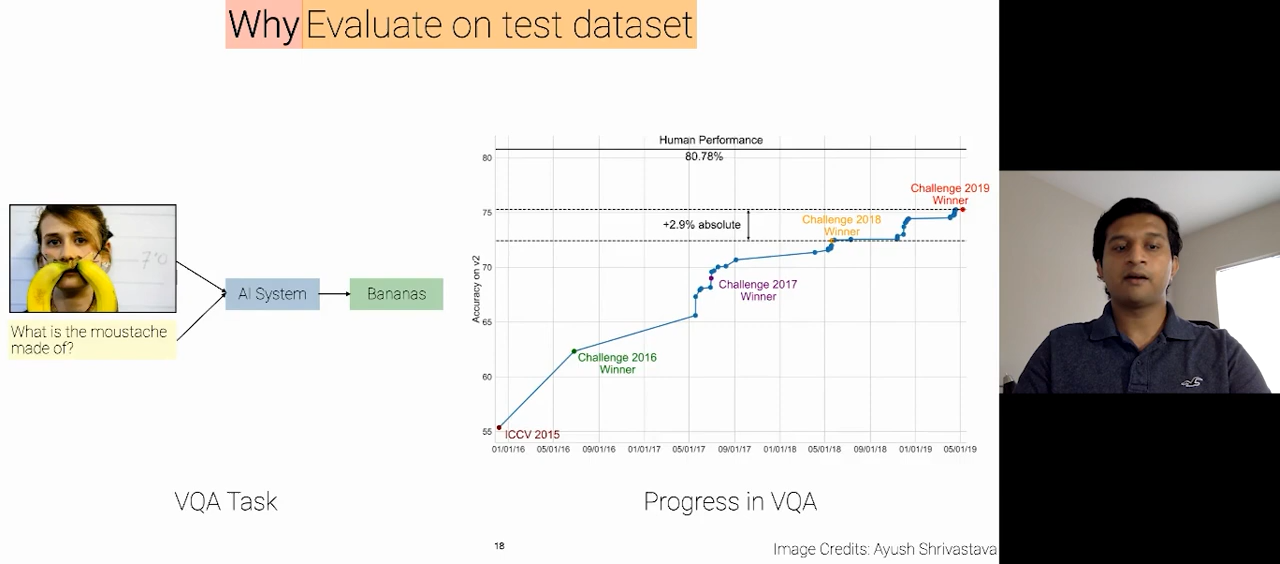 Why Evaluate on test dataset
What is the moustache
made of?
AI System
Bananas
VQA Task
Human Performance
80.78%
Challenge 2019
Winner
+2.9% absolute
Challenge 2018
Winner
Challenge 2017
Winner
Challenge 2016
Winner
ICCV 2015
Accuracy on v2
80
75
70
65
60
55
01/01/16 05/01/16 09/01/16 01/01/17 05/01/17 09/01/17 01/01/18 05/01/18 09/01/18 01/01/19 05/01/19
Progress in VQA
18
Image Credits: Ayush Shrivastava